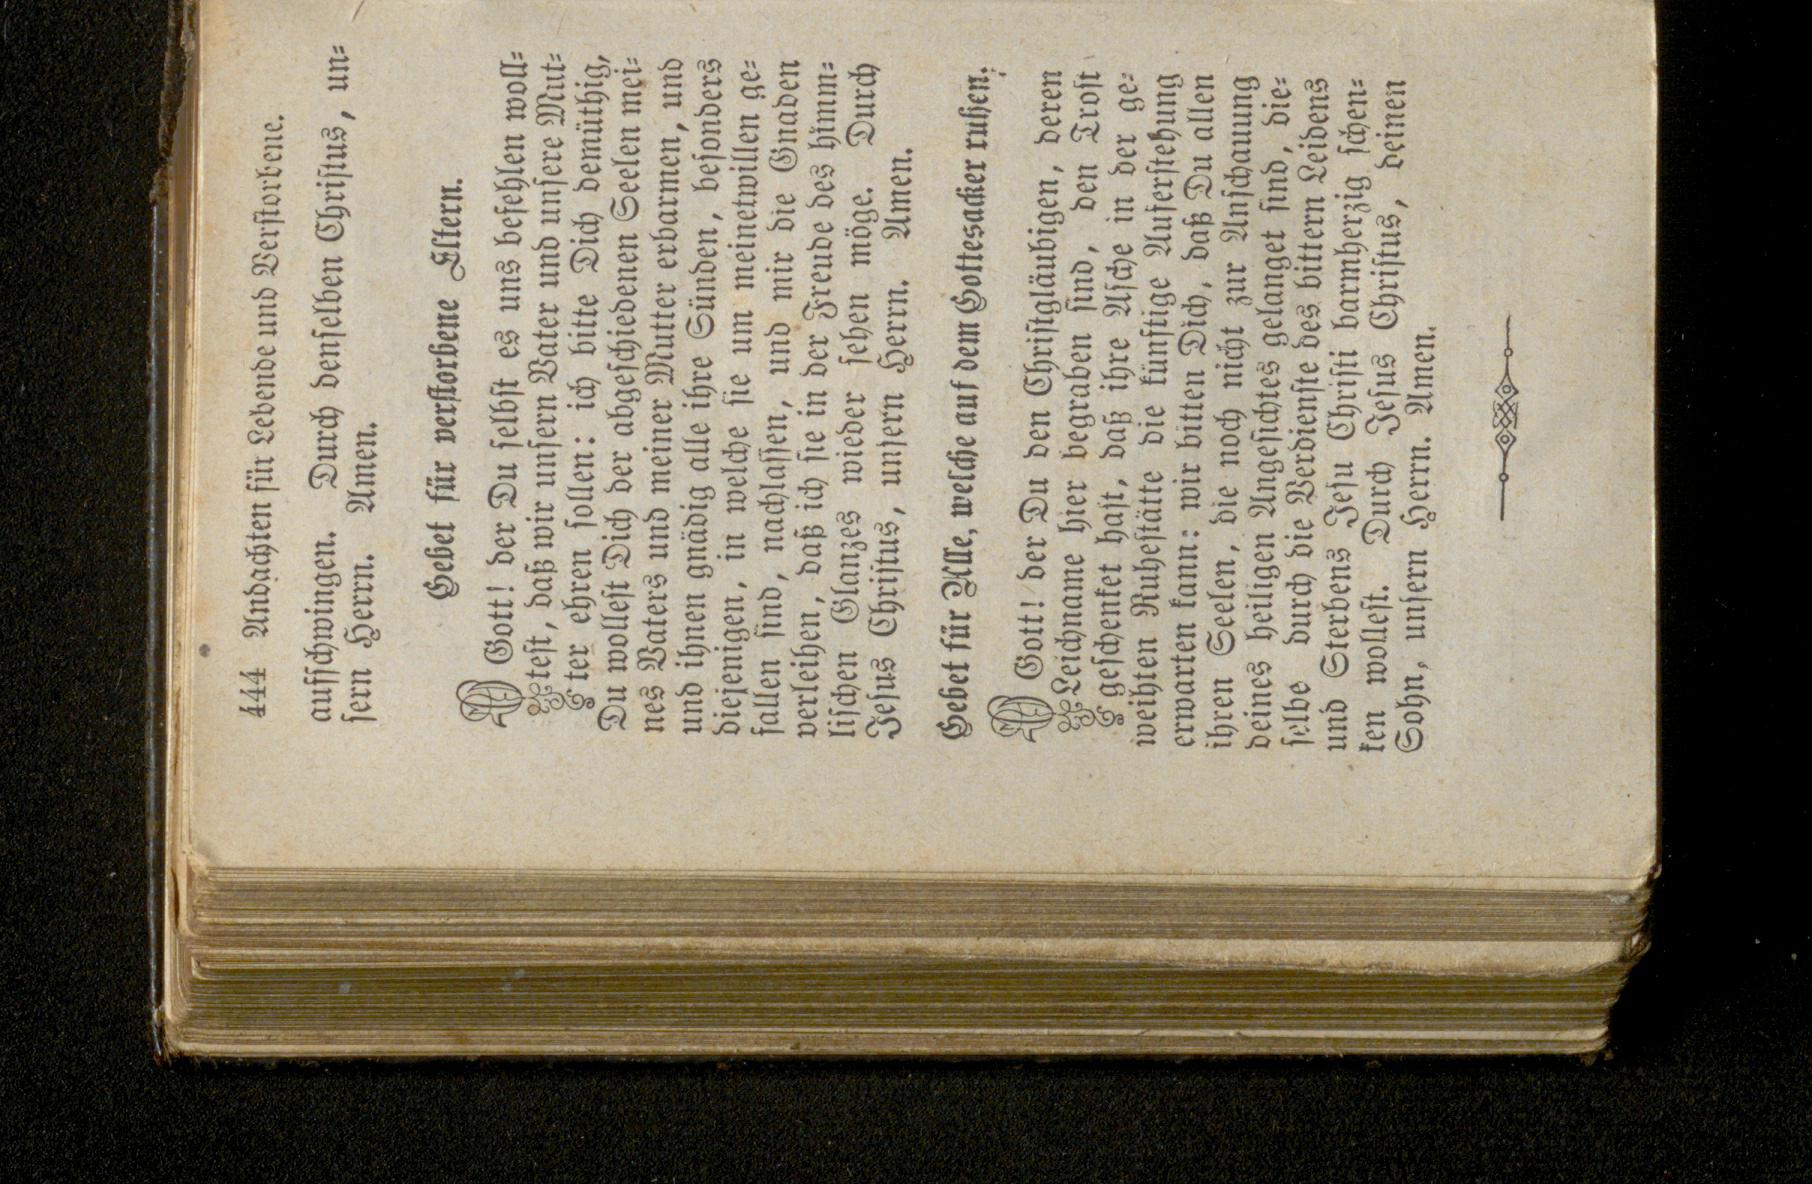 444 Andachten für Lebende und Verstorbene.
aufschwingen. Durch denselben Christus, un⸗
sern Herrn. Amen.
Gebet für verstorbene Eltern.
O Gott! der Du selbst es uns befehlen woll⸗
test, daß wir unsern Vater und unsere Mut⸗
ter ehren sollen: ich bitte Dich demüthig,
Du wollest Dich der abgeschiedenen Seelen mei⸗
nes Vaters und meiner Mutter erbarmen, und
und ihnen gnädig alle ihre Sünden, besonders
diejenigen, in welche sie um meinetwillen ge⸗
fallen sind, nachlassen, und mir die Gnaden
verleihen, daß ich sie in der Freude des himm⸗
lischen Glanzes wieder sehen möge. Durch
Jesus Christus, unsern Herrn. Amen.
Gebet für Alle, welche auf dem Gottesacker ruhen.
O Gott! der Du den Christgläubigen, deren
Leichname hier begraben sind, den Trost
geschenket hast, daß ihre Asche in der ge⸗
weihten Ruhestätte die künftige Auferstehung
erwarten kann: wir bitten Dich, daß Du allen
ihren Seelen, die noch nicht zur Anschauung
deines heiligen Angesichtes gelanget sind, die⸗
selbe durch die Verdienste des bittern Leidens
und Sterbens Jesu Christi barmherzig schen⸗
ken wollest. Durch Jesus Christus, deinen
Sohn, unsern Herrn. Amen.